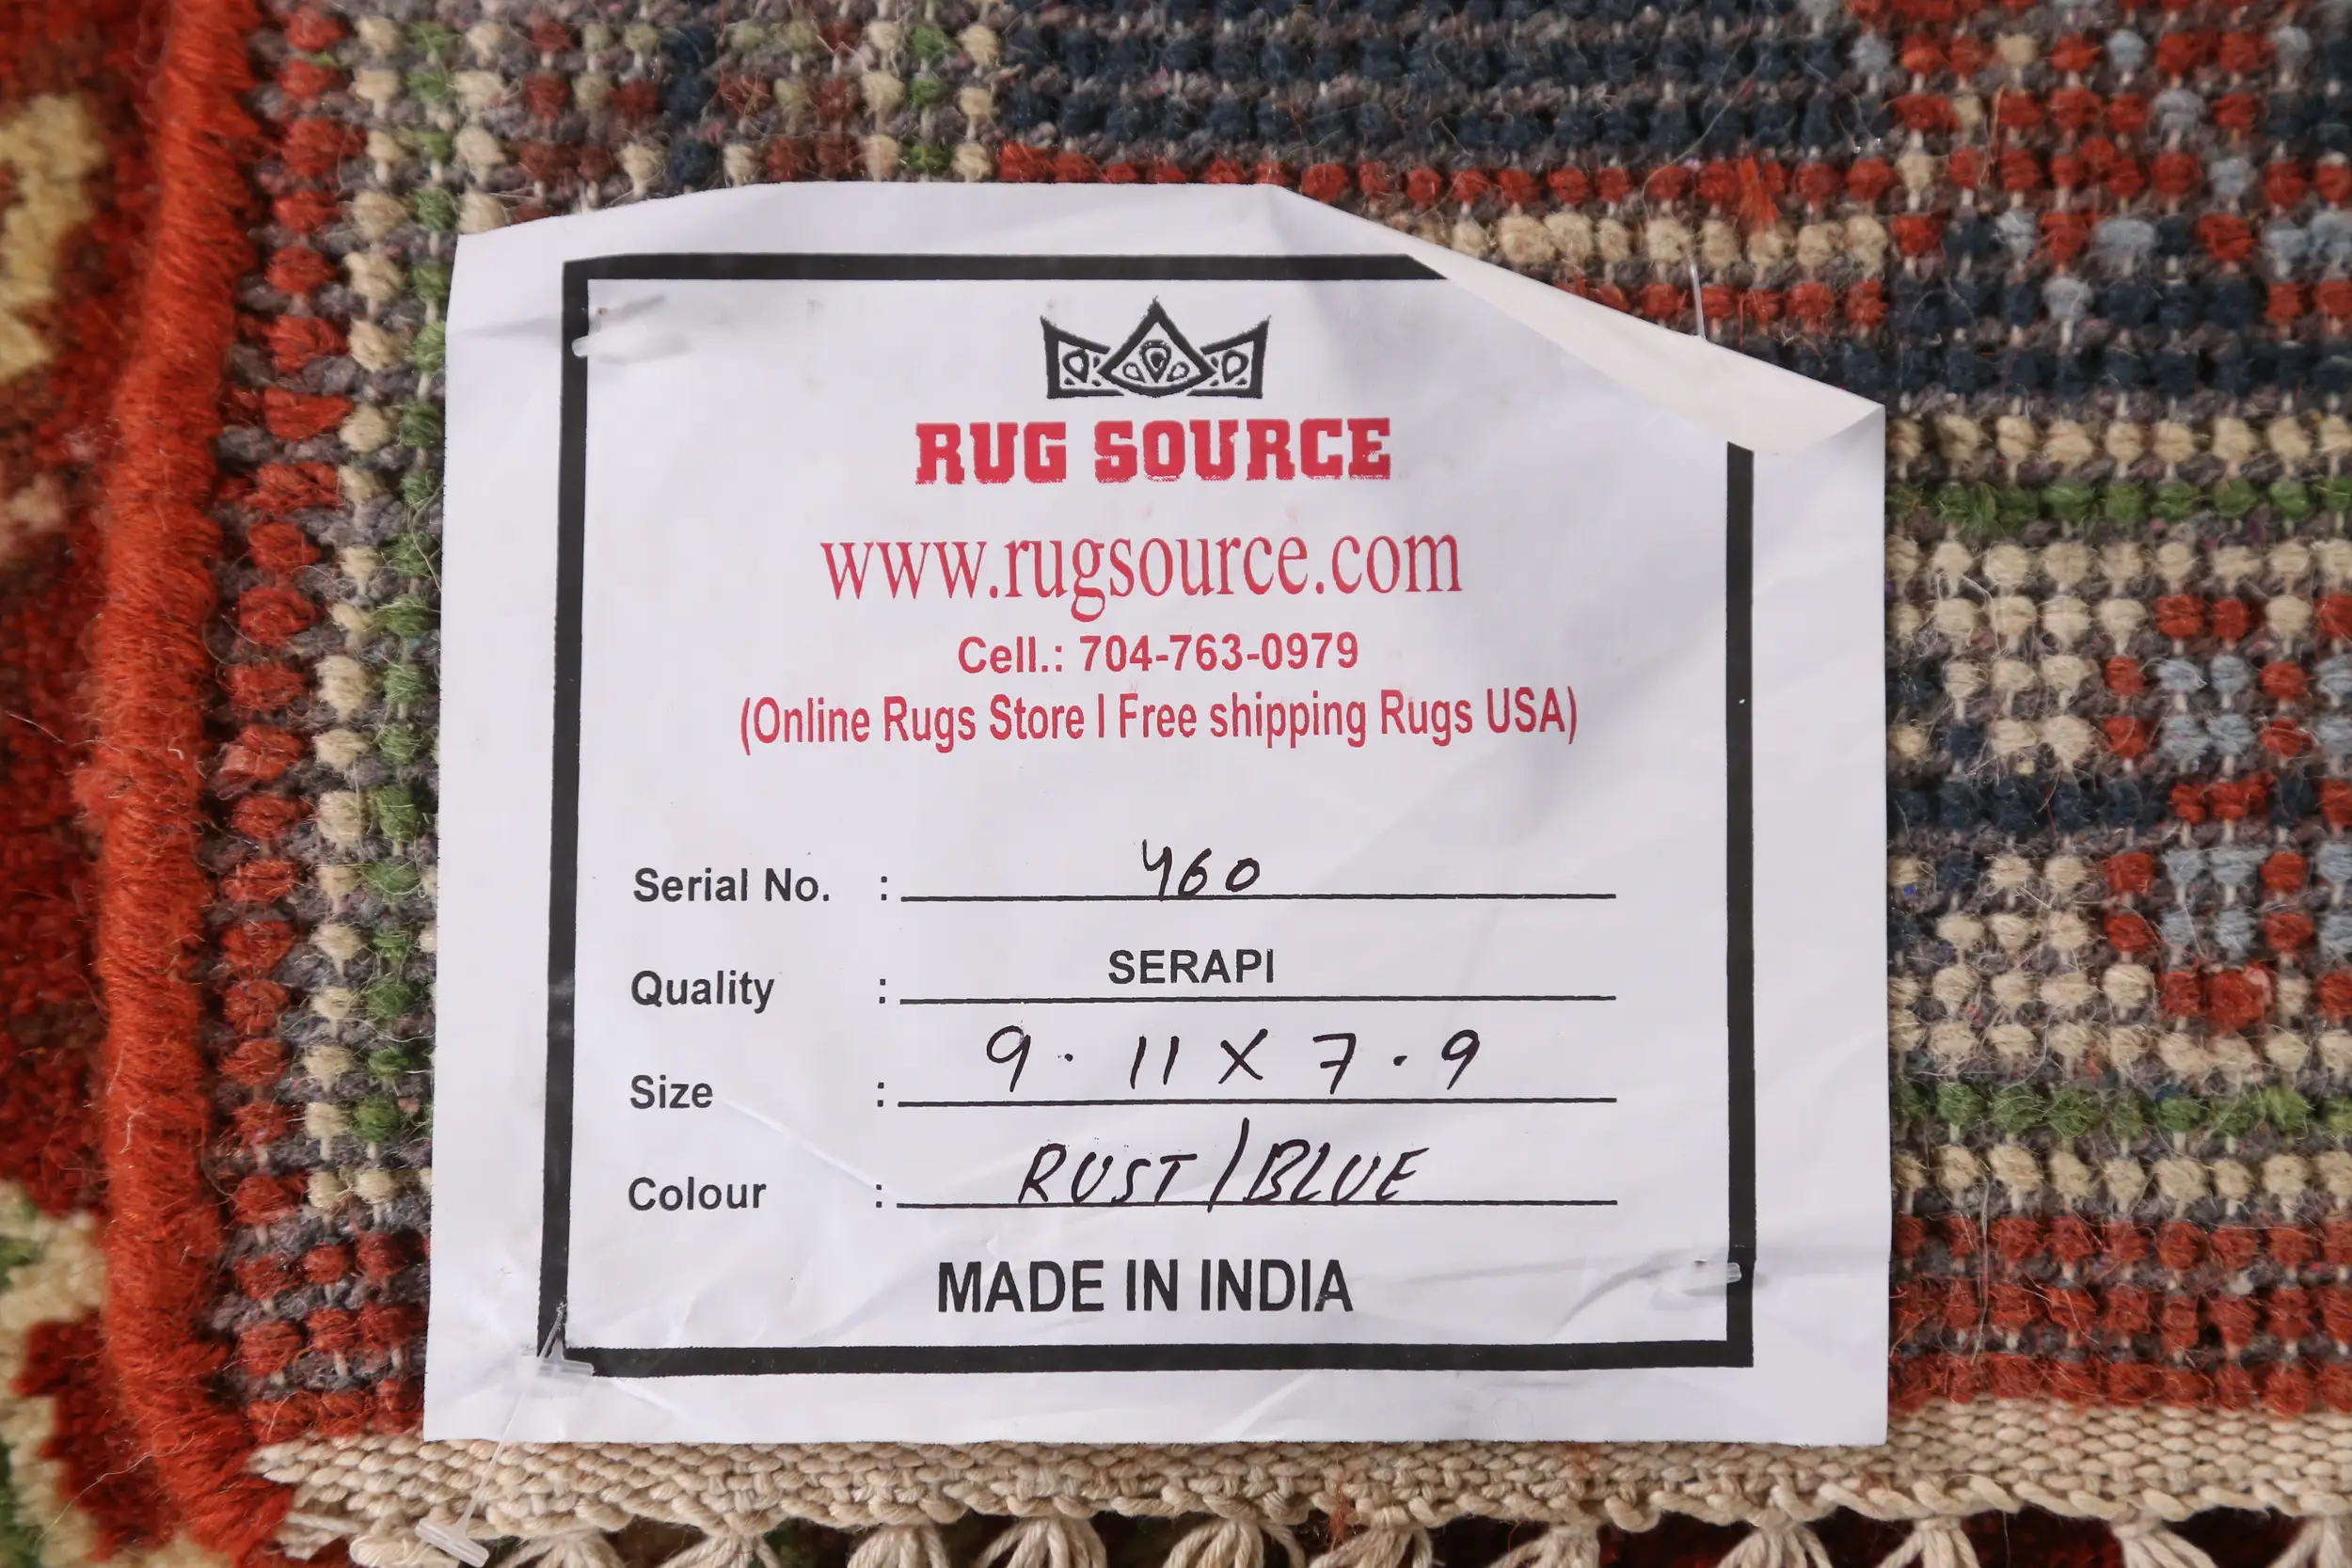 RUG SOURCE
www.rugsource.com
Cell.: 704-763-0979
(Online Rugs Store | Free shipping Rugs USA)
Serial No. : 460
Quality : SERAPI
Size : 9.11 X 7.9
Colour : RUST/BLUE
MADE IN INDIA